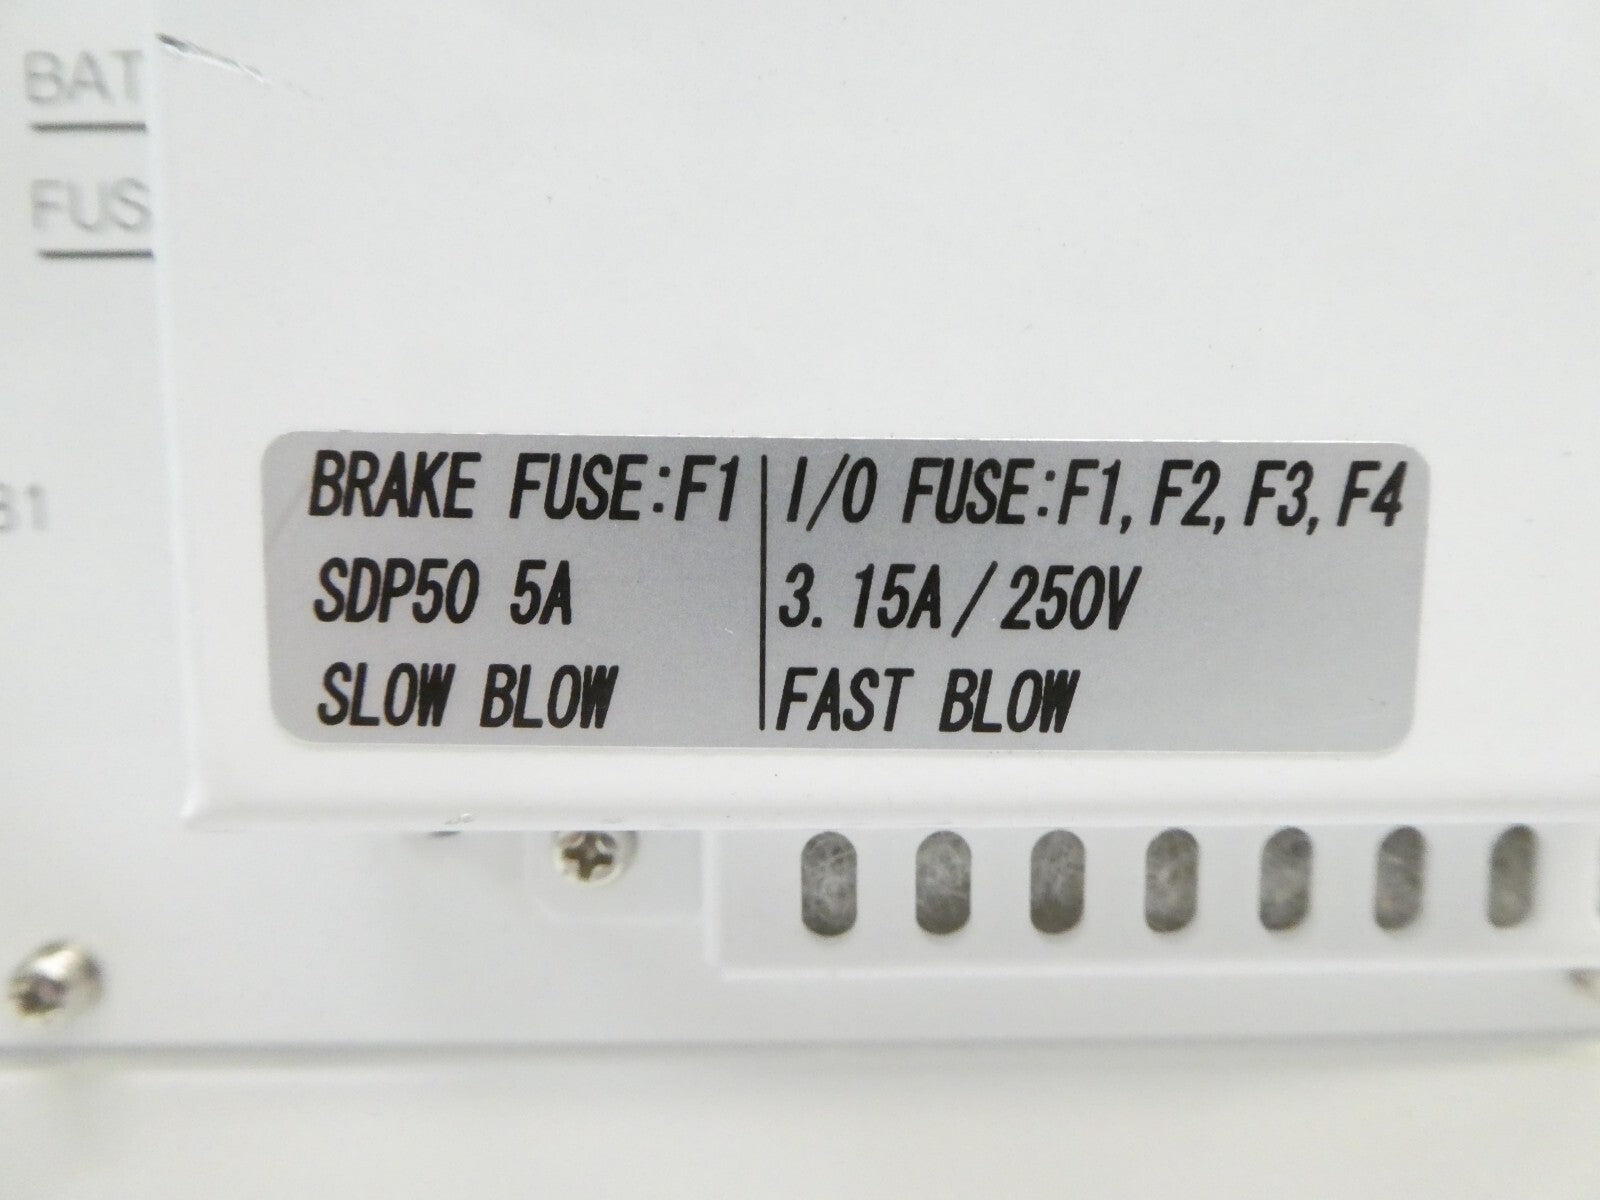 BAT
FUS
BRAKE FUSE:F1
SDP50 5A
SLOW BLOW
I/O FUSE:F1, F2, F3, F4
3.15A/250V
FAST BLOW